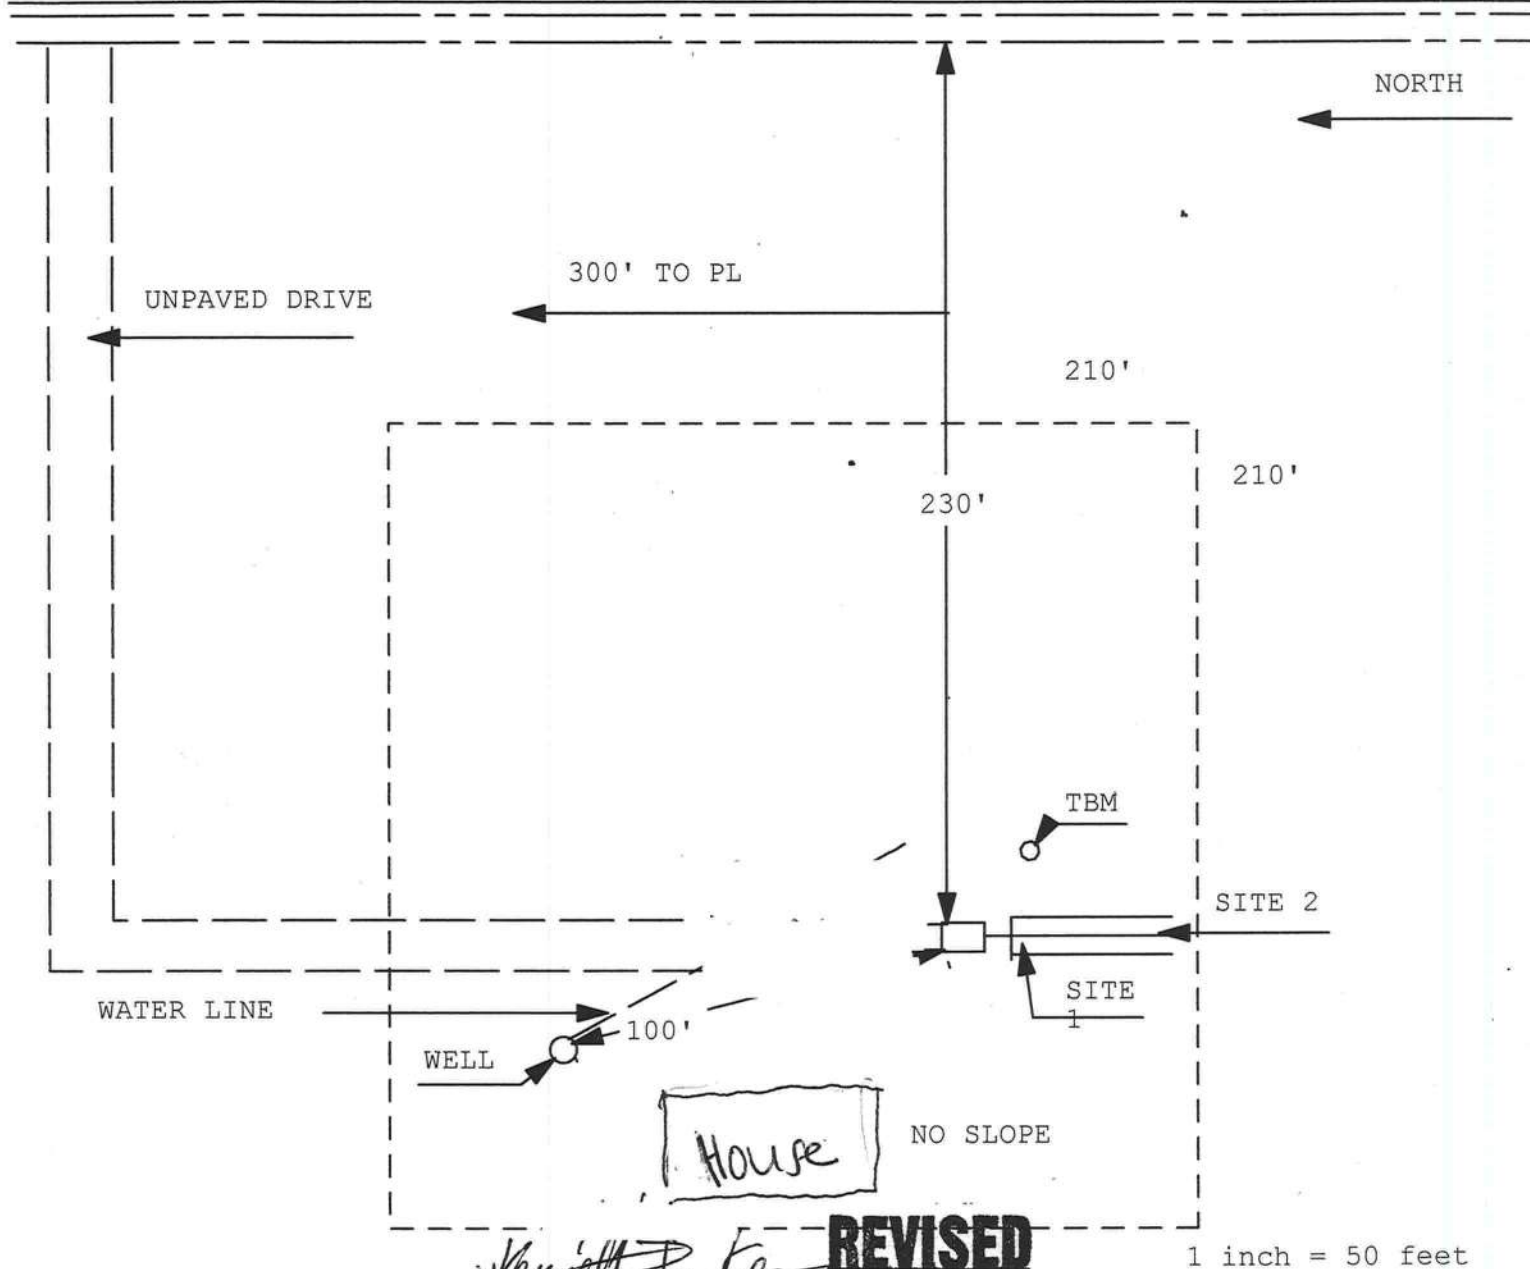 NORTH
300' TO PL
UNPAVED DRIVE
210'
210'
230'
TBM
SITE 2
SITE
1
WATER LINE
100'
WELL
House
NO SLOPE
REVISED
1 inch = 50 feet